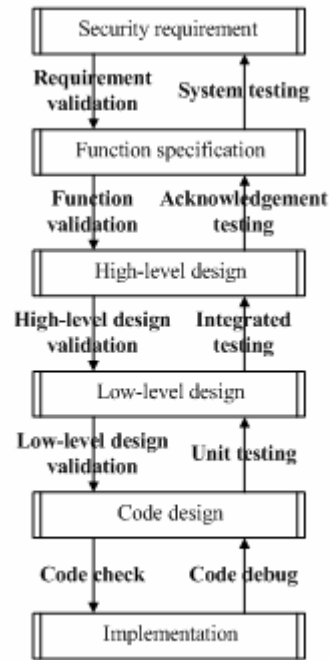 Security requirement
Requirement
validation
System testing
Function specification
Function
validation
Acknowledgement
testing
High-level design
High-level design
validation
Integrated
testing
Low-level design
Low-level design
validation
Unit testing
Code design
Code check
Code debug
Implementation